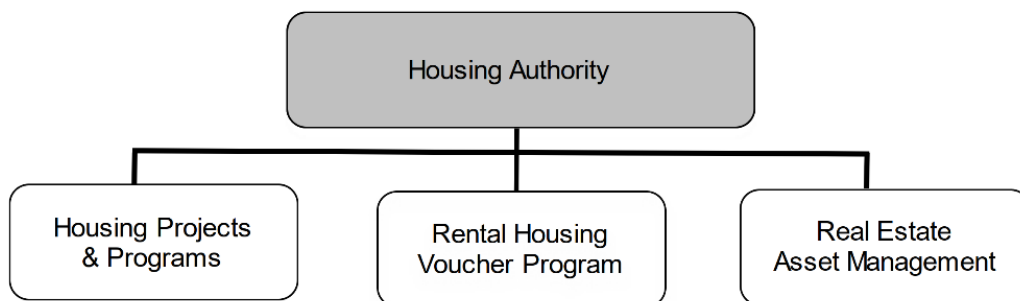 Housing Authority
Housing Projects
& Programs
Rental Housing
Voucher Program
Real Estate
Asset Management